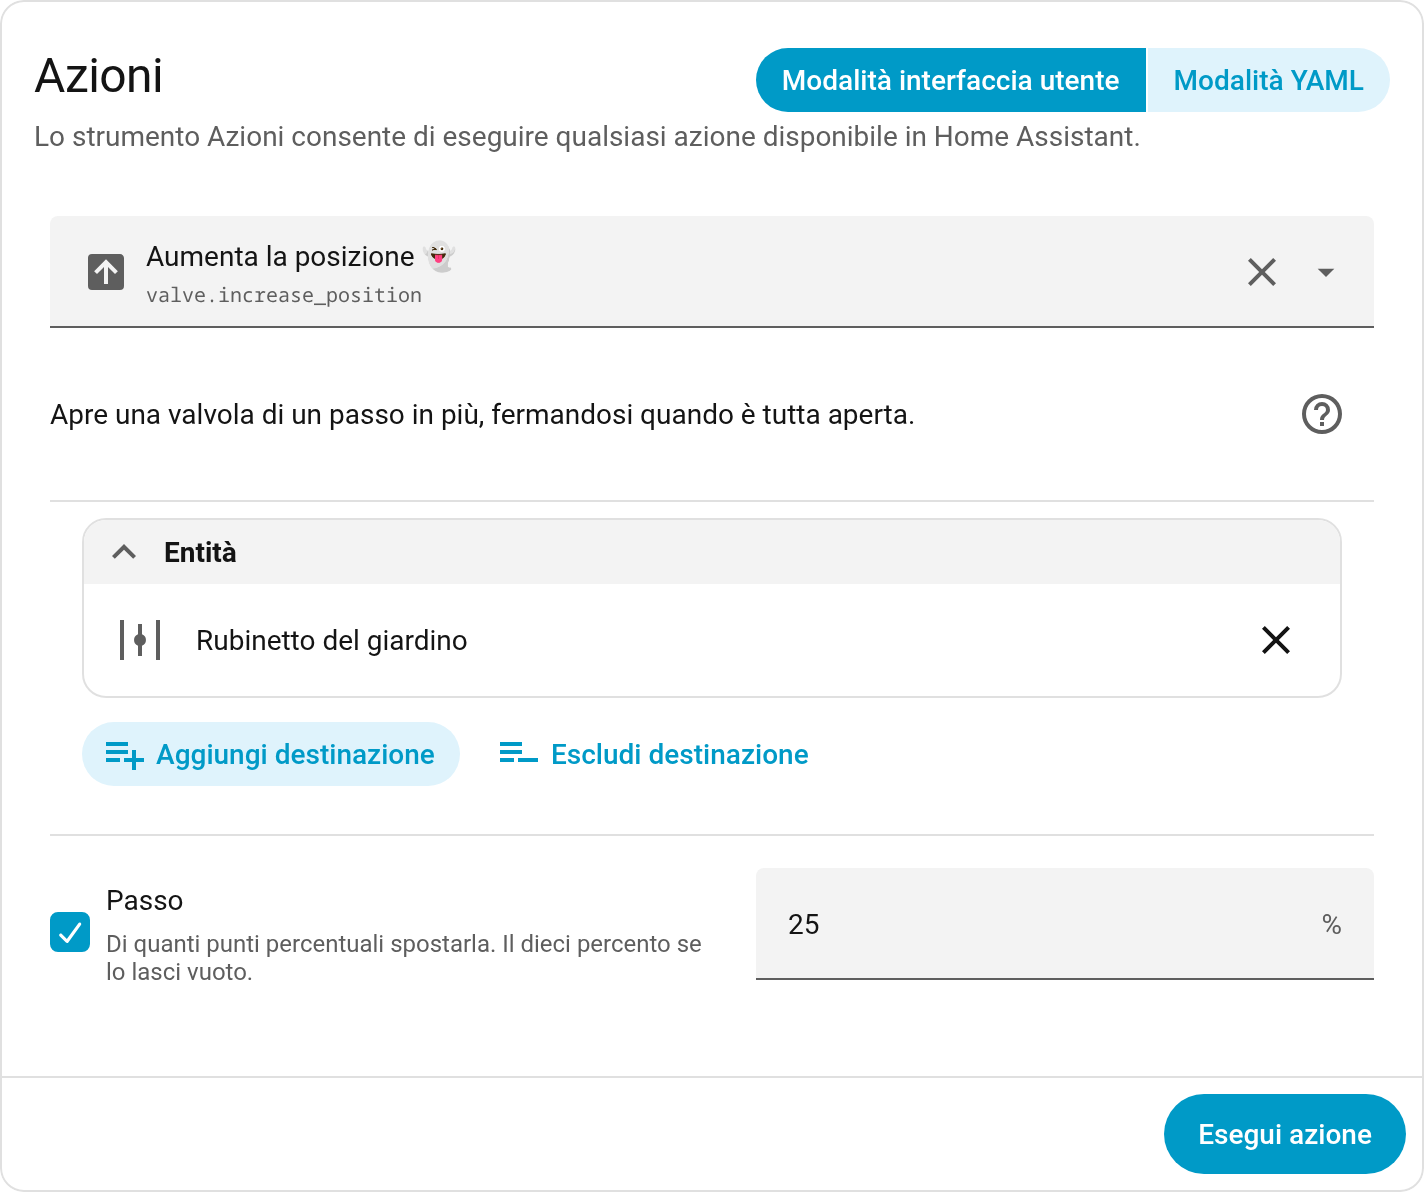 Azioni
Modalità interfaccia utente
Modalità YAML
Lo strumento Azioni consente di eseguire qualsiasi azione disponibile in Home Assistant.
Aumenta la posizione 👻
valve.increase_position
Apre una valvola di un passo in più, fermandosi quando è tutta aperta.
Entità
Rubinetto del giardino
Aggiungi destinazione
Escludi destinazione
Passo
Di quanti punti percentuali spostarla. Il dieci percento se
lo lasci vuoto.
25
%
Esegui azione